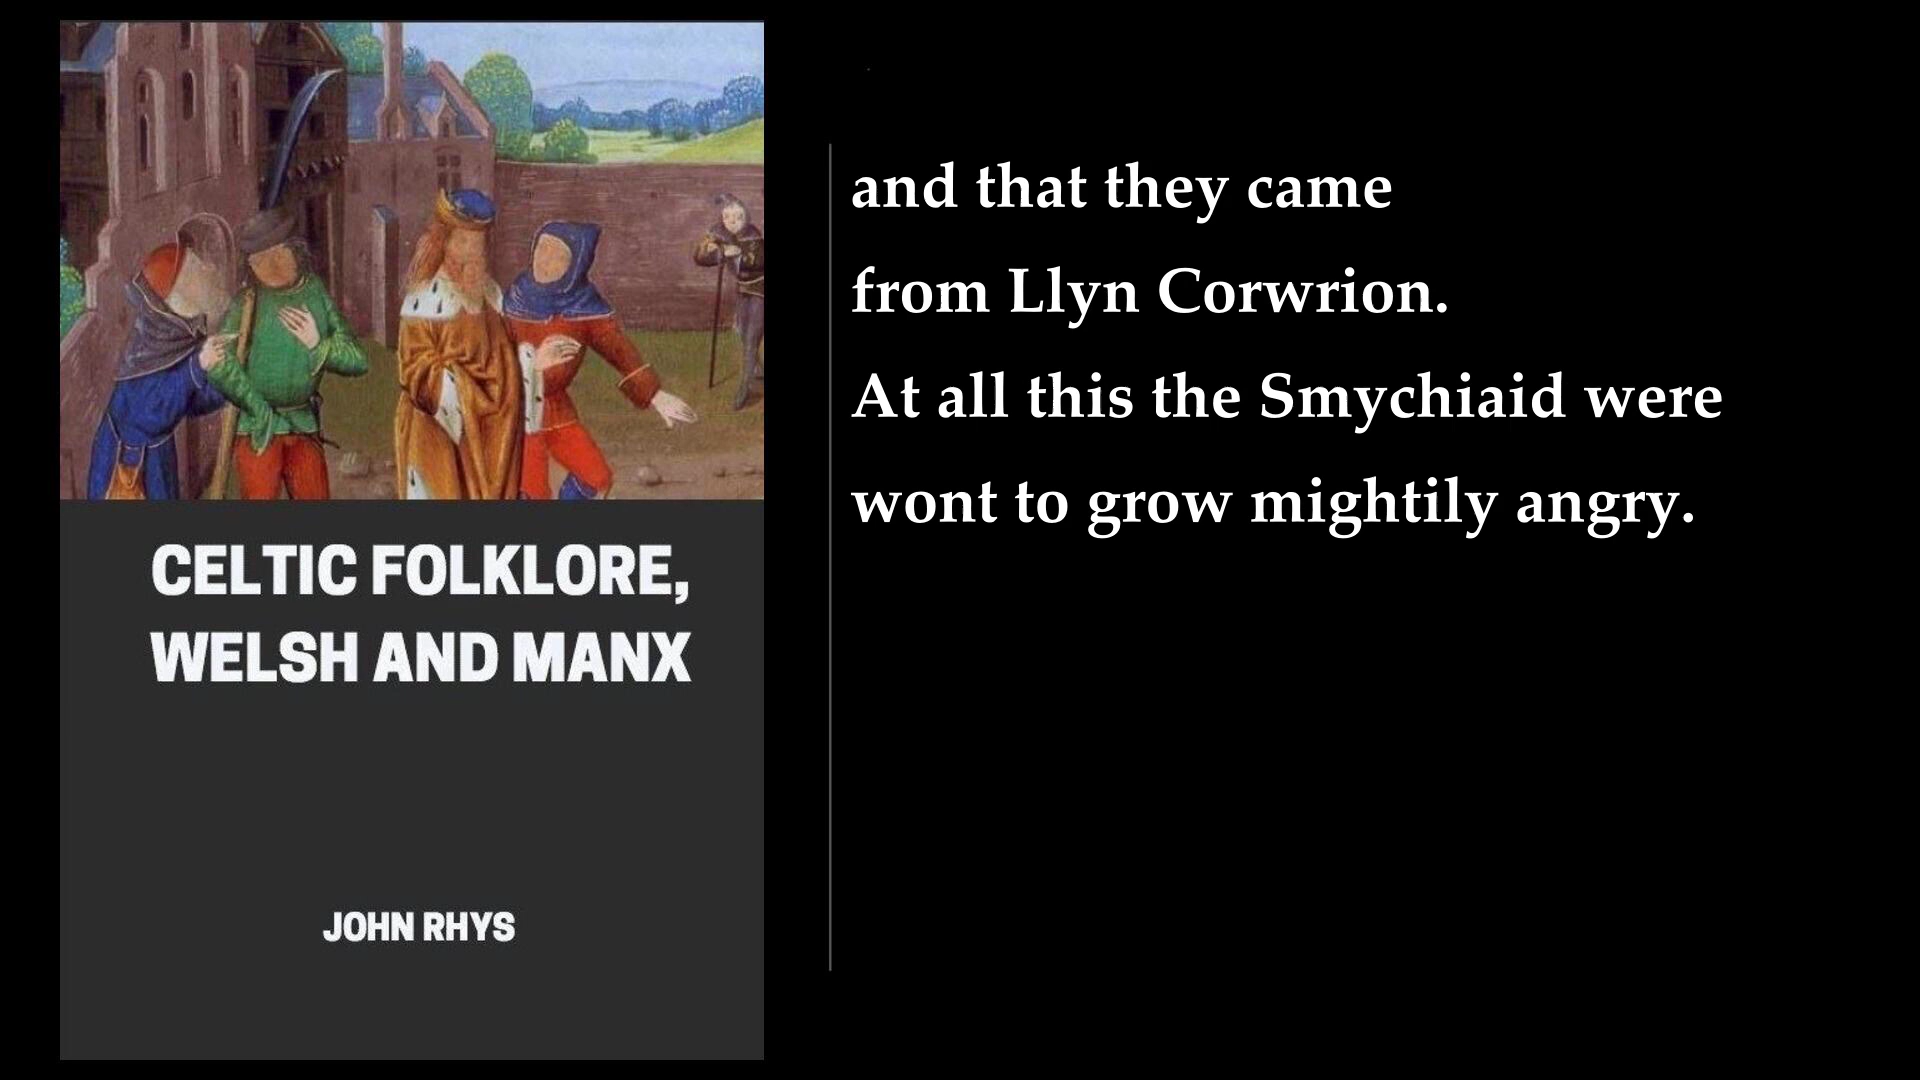 CELTIC FOLKLORE,
WELSH AND MANX
JOHN RHYS
and that they came
from Llyn Corwrion.
At all this the Smychiaid were
wont to grow mightily angry.